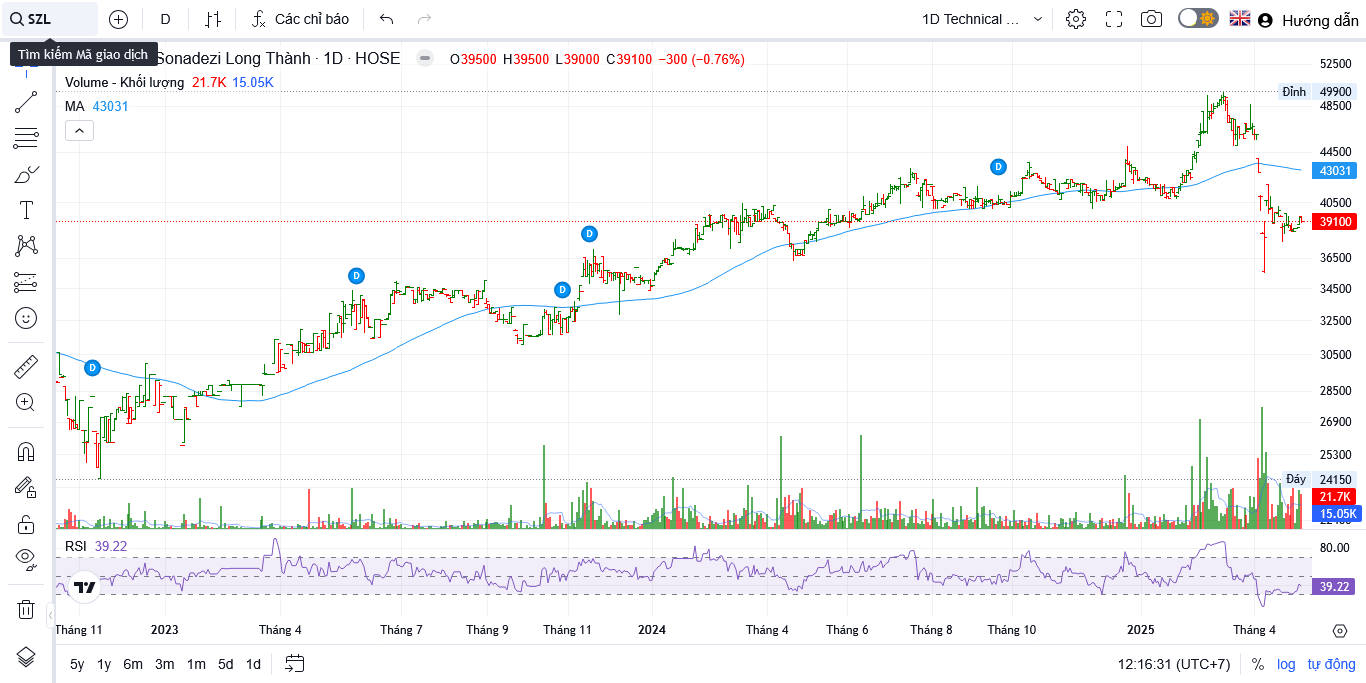 SZL
D
Các chỉ báo
1D Technical ...
Hướng dẫn
Tìm kiếm Mã giao dịch
Sonadezi Long Thành · 1D · HOSE
O39500 H39500 L39000 C39100 −300 (−0.76%)
Volume - Khối lượng 21.7K 15.05K
MA 43031
52500
Đỉnh 49900
48500
44500
43031
40500
39100
36500
34500
32500
30500
28500
26900
25300
Đáy 24150
21.7K
15.05K
D
D
D
D
D
RSI 39.22
80.00
39.22
Tháng 11 2023 Tháng 4 Tháng 7 Tháng 9 Tháng 11 2024 Tháng 4 Tháng 6 Tháng 8 Tháng 10 2025 Tháng 4
5y 1y 6m 3m 1m 5d 1d
12:16:31 (UTC+7) % log tự động